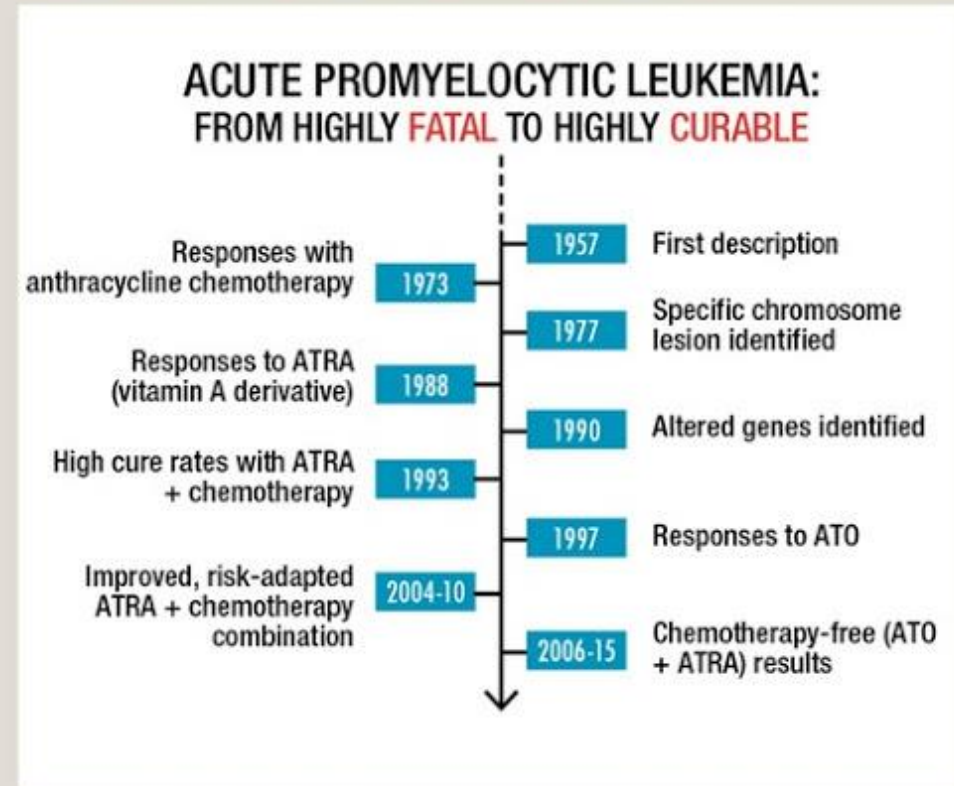 ACUTE PROMYELOCYTIC LEUKEMIA:
FROM HIGHLY FATAL TO HIGHLY CURABLE
1957
First description
Responses with
anthracycline chemotherapy
1973
1977
Specific chromosome
lesion identified
Responses to ATRA
(vitamin A derivative)
1988
1990
Altered genes identified
High cure rates with ATRA
+ chemotherapy
1993
1997
Responses to ATO
Improved, risk-adapted
ATRA + chemotherapy
combination
2004-10
2006-15
Chemotherapy-free (ATO
+ ATRA) results